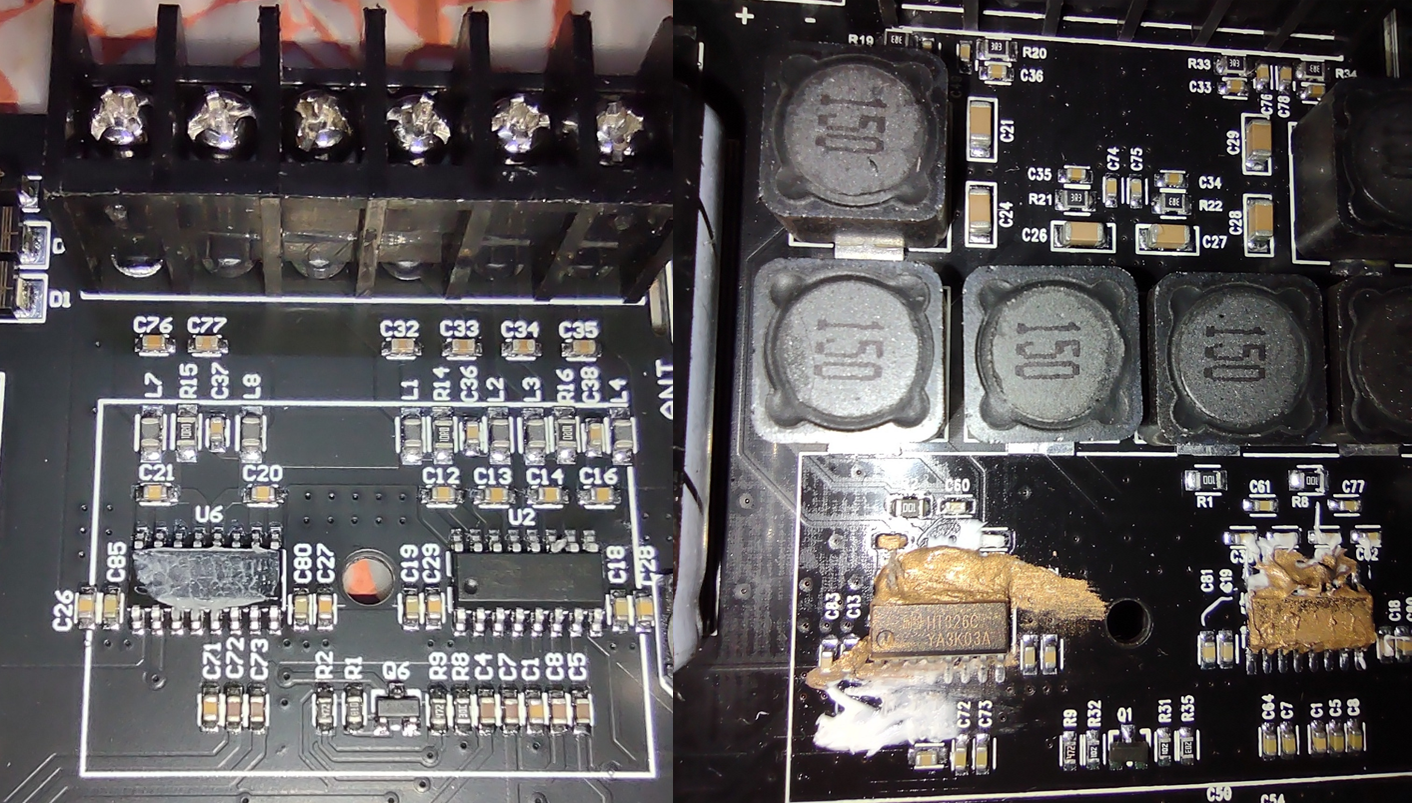 D1
C76 C77 C32 C33 C34 C35
L7 R15 C37 L8 L1 R14 C36 L2 L3 R16 C38 L4
ANT
C21 C20 C12 C13 C14 C16
U6 U2
C26 C85 C80 C27 C19 C29 C18 C28
C71 C72 C73 R2 R1 Q6 R9 R8 C4 C7 C1 C8 C5
+ -
R19 R20 R33 R34
C36 C33 C76 C78
150 C21 C29
C35 C74 C75 C34
R21 R22
C24 C26 C27 C28
150 150 150
R1 C61 R8 C77
C60
C83 C13 HT326C C81 C19 C18
YA3K03A
C72 C73 R9 R32 Q1 R31 R35 C64 C7 C1 C5 C8
C50 C54